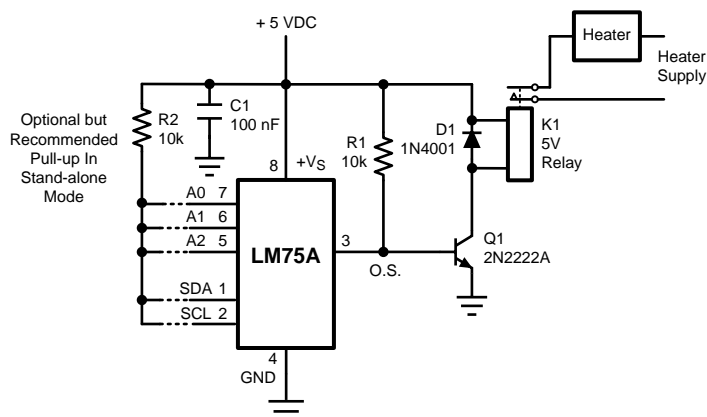 + 5 VDC
Heater
Heater
Supply
Optional but
Recommended
Pull-up In
Stand-alone
Mode
R2
10k
C1
100 nF
R1
10k
D1
1N4001
K1
5V
Relay
8
+VS
A0 7
A1 6
A2 5
SDA 1
SCL 2
LM75A
3
O.S.
Q1
2N2222A
4
GND